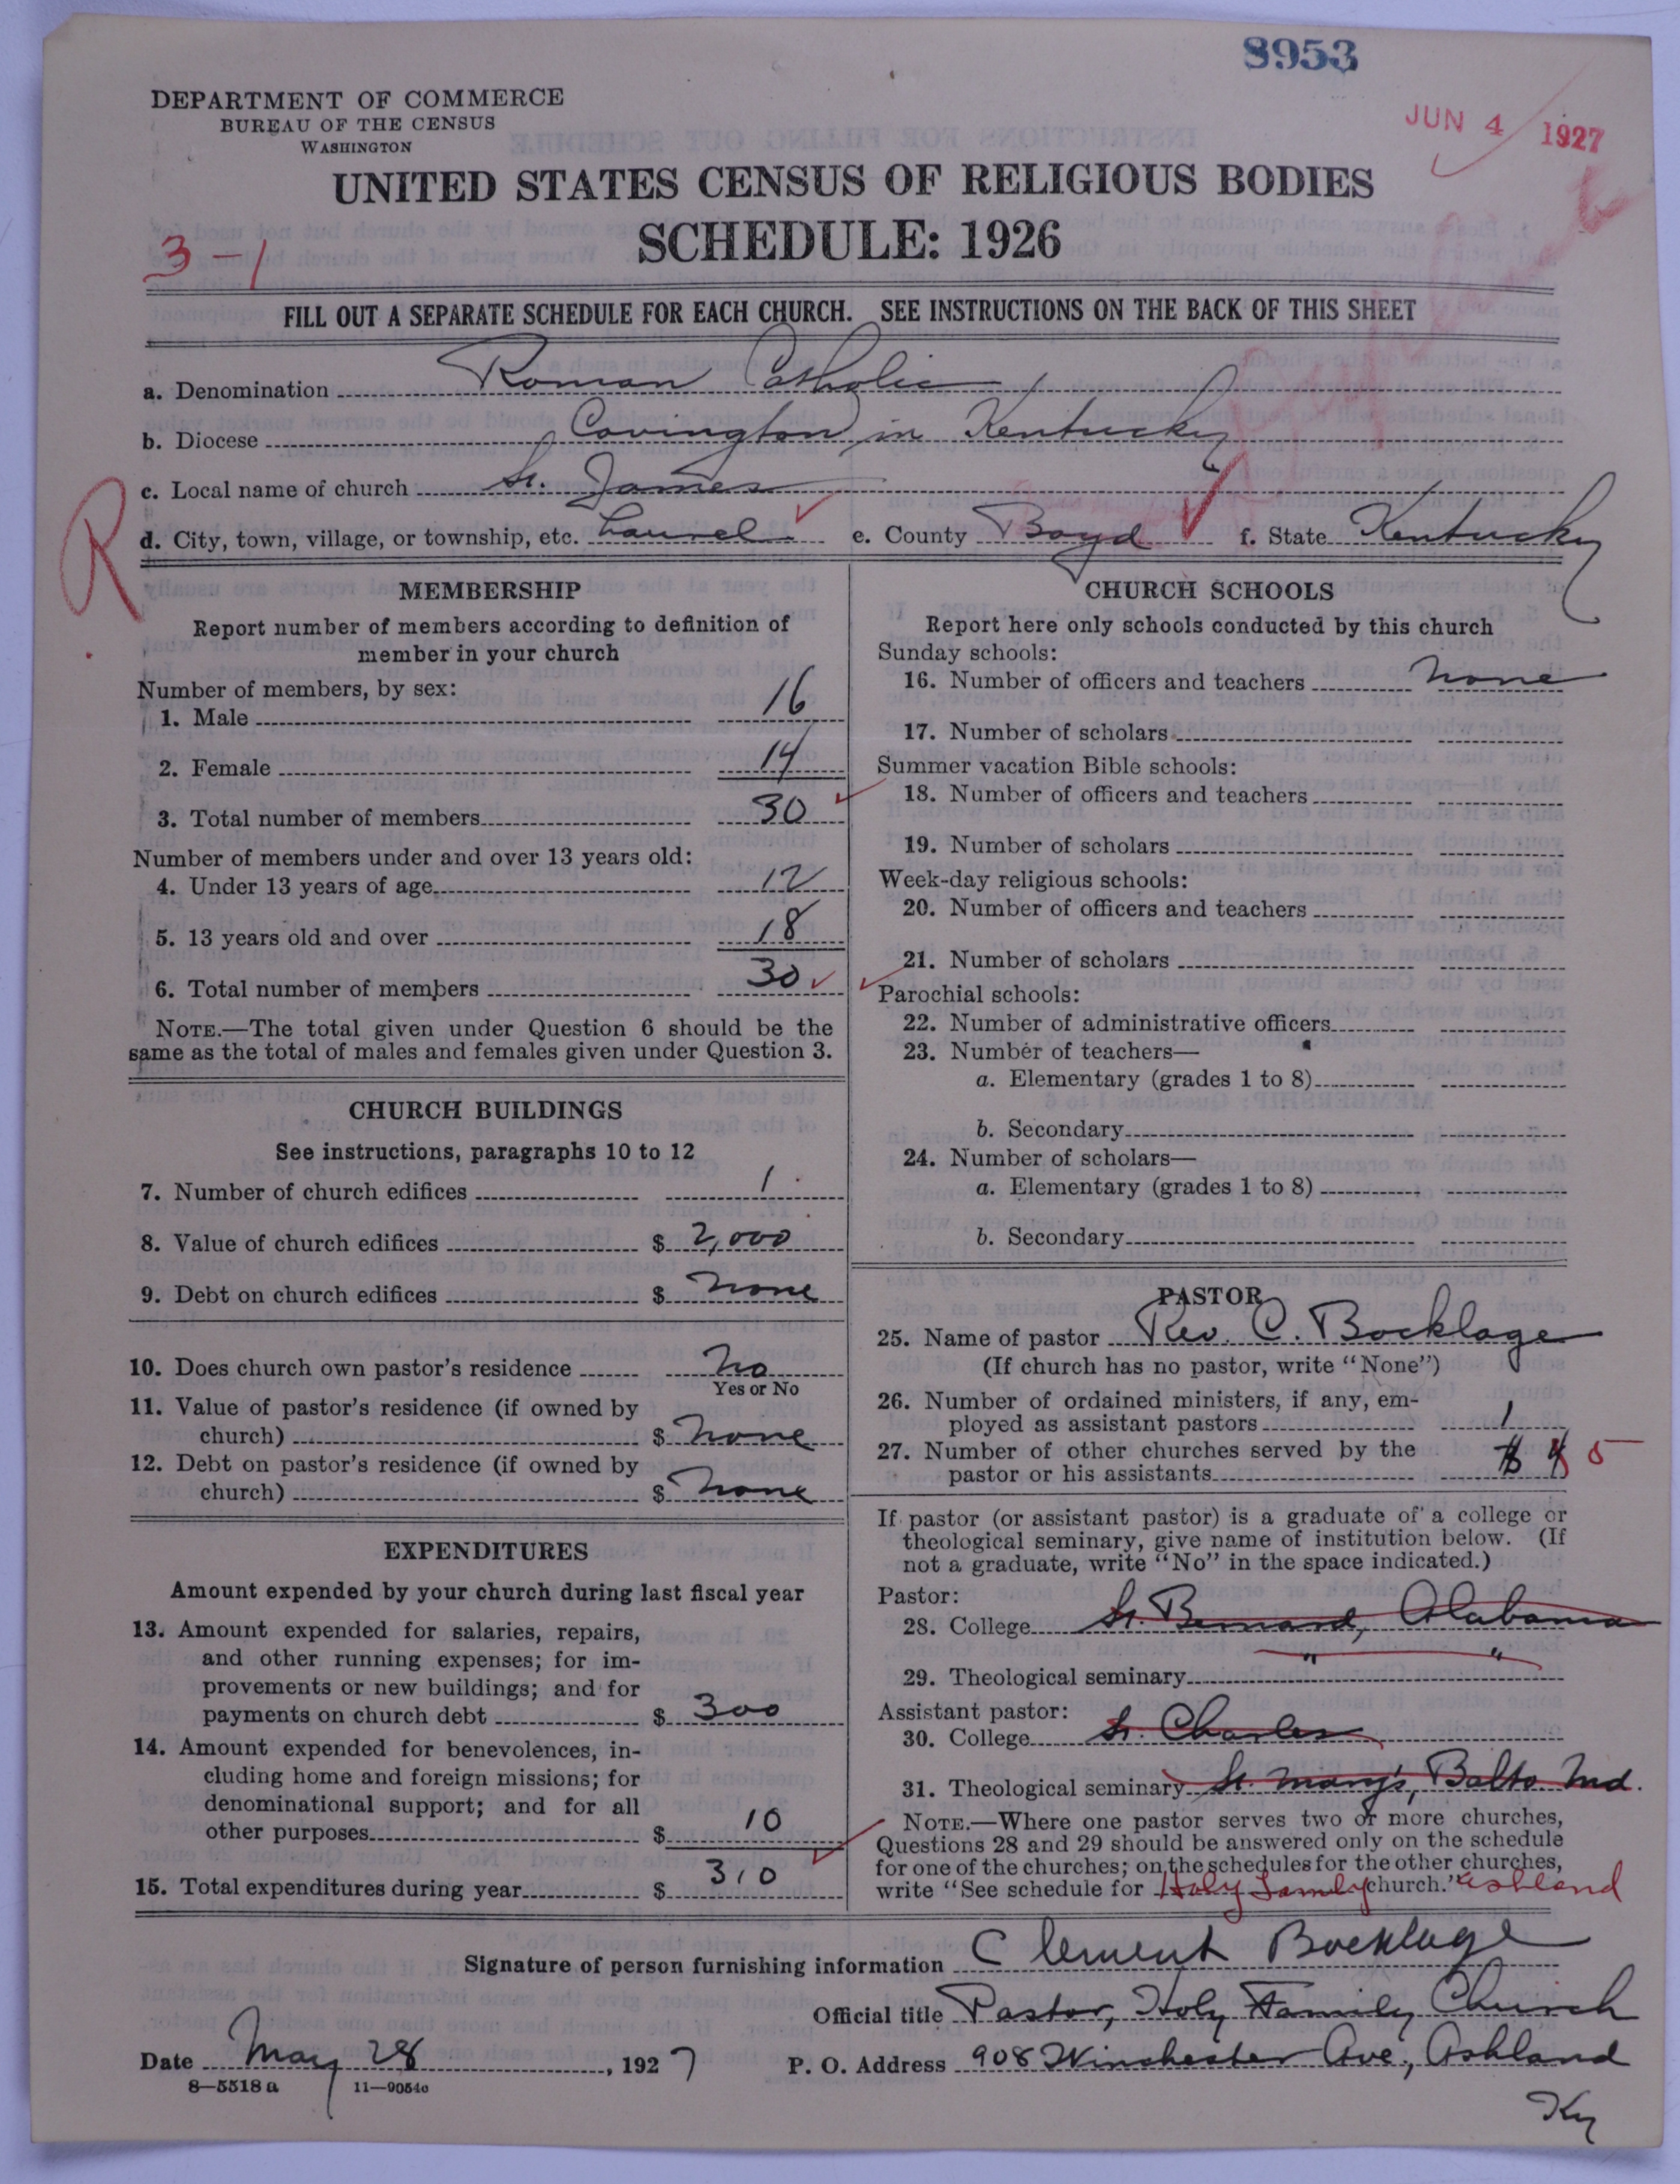 8953
DEPARTMENT OF COMMERCE
BUREAU OF THE CENSUS
WASHINGTON
JUN 4 1927
UNITED STATES CENSUS OF RELIGIOUS BODIES
SCHEDULE: 1926
3-1
FILL OUT A SEPARATE SCHEDULE FOR EACH CHURCH. SEE INSTRUCTIONS ON THE BACK OF THIS SHEET
a. Denomination Roman Catholic
b. Diocese Covington, in Kentucky
c. Local name of church St. James
d. City, town, village, or township, etc. Laurel e. County Boyd f. State Kentucky
R
MEMBERSHIP
Report number of members according to definition of
member in your church
Number of members, by sex:
1. Male 16
2. Female 14
3. Total number of members 30
Number of members under and over 13 years old:
4. Under 13 years of age 12
5. 13 years old and over 18
6. Total number of members 30
NOTE.—The total given under Question 6 should be the
same as the total of males and females given under Question 3.
CHURCH BUILDINGS
See instructions, paragraphs 10 to 12
7. Number of church edifices 1
8. Value of church edifices $ 2,000
9. Debt on church edifices $ none
10. Does church own pastor's residence No
Yes or No
11. Value of pastor's residence (if owned by
church) $ None
12. Debt on pastor's residence (if owned by
church) $ None
EXPENDITURES
Amount expended by your church during last fiscal year
13. Amount expended for salaries, repairs,
and other running expenses; for im-
provements or new buildings; and for
payments on church debt $ 300
14. Amount expended for benevolences, in-
cluding home and foreign missions; for
denominational support; and for all
other purposes $ 10
15. Total expenditures during year $ 310
CHURCH SCHOOLS
Report here only schools conducted by this church
Sunday schools:
16. Number of officers and teachers None
17. Number of scholars
Summer vacation Bible schools:
18. Number of officers and teachers
19. Number of scholars
Week-day religious schools:
20. Number of officers and teachers
21. Number of scholars
Parochial schools:
22. Number of administrative officers
23. Number of teachers—
a. Elementary (grades 1 to 8)
b. Secondary
24. Number of scholars—
a. Elementary (grades 1 to 8)
b. Secondary
PASTOR
25. Name of pastor Rev. C. Bocklage
(If church has no pastor, write "None")
26. Number of ordained ministers, if any, em-
ployed as assistant pastors 1
27. Number of other churches served by the
pastor or his assistants 4 5
If pastor (or assistant pastor) is a graduate of a college or
theological seminary, give name of institution below. (If
not a graduate, write "No" in the space indicated.)
Pastor:
28. College St. Bernard, Alabama
29. Theological seminary " "
Assistant pastor:
30. College St. Charles
31. Theological seminary St. Mary's, Balto Md.
NOTE.—Where one pastor serves two or more churches,
Questions 28 and 29 should be answered only on the schedule
for one of the churches; on the schedules for the other churches,
write "See schedule for Holy Family church." Ashland
Signature of person furnishing information Clement Bocklage
Official title Pastor, Holy Family Church
Date May 28, 1927 P. O. Address 908 Winchester Ave., Ashland
Ky
8-5518 a 11-9054c